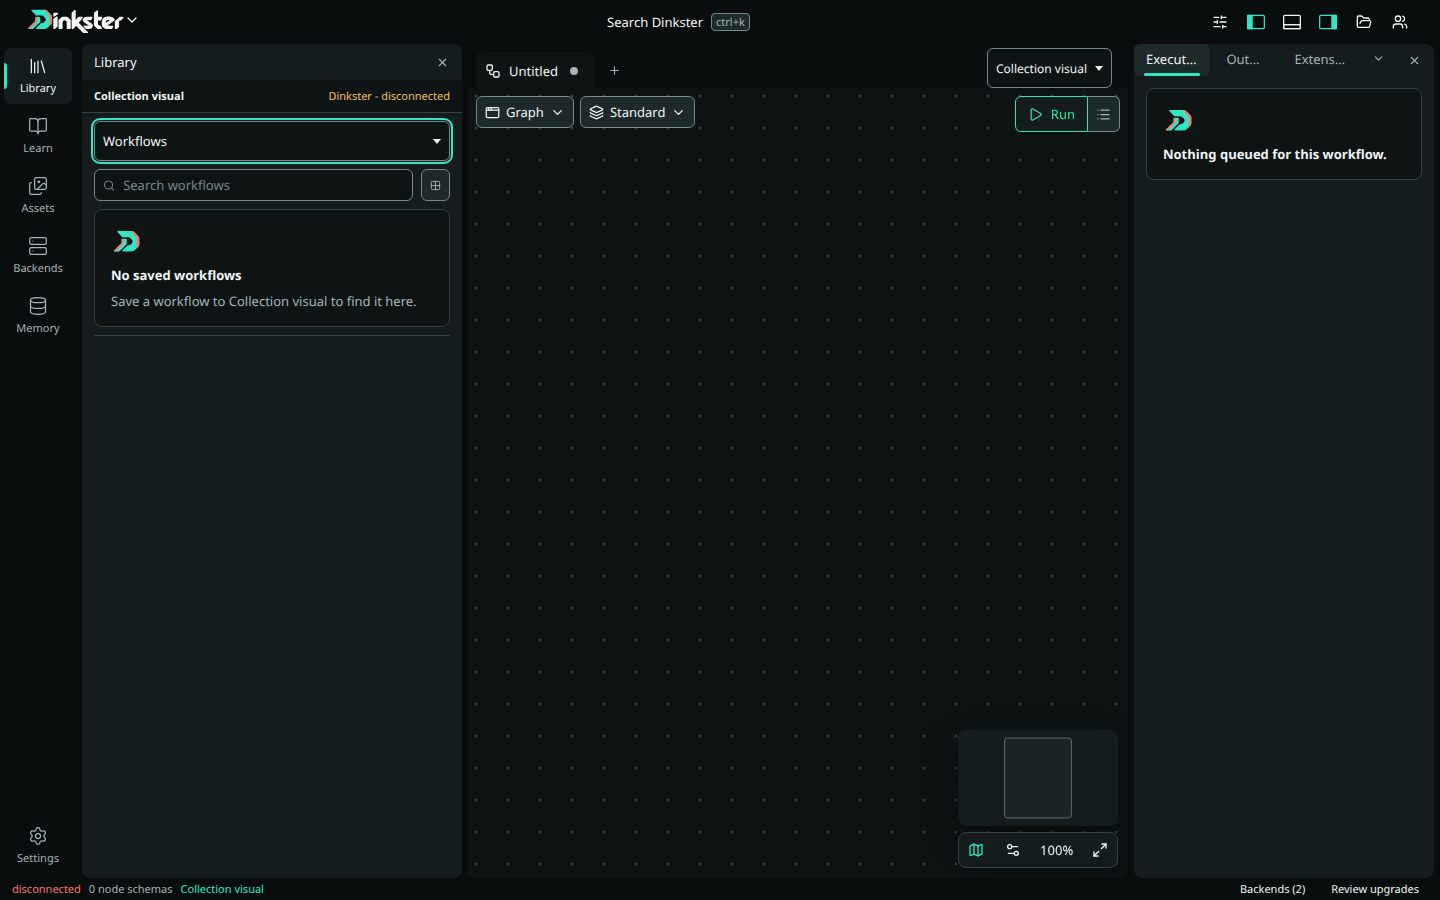 Dinkster
Search Dinkster ctrl+k
Library
Learn
Assets
Backends
Memory
Settings
Library
Collection visual Dinkster - disconnected
Workflows
Search workflows
No saved workflows
Save a workflow to Collection visual to find it here.
Untitled
Collection visual
Graph Standard Run
100%
Execut... Out... Extens...
Nothing queued for this workflow.
disconnected 0 node schemas Collection visual Backends (2) Review upgrades